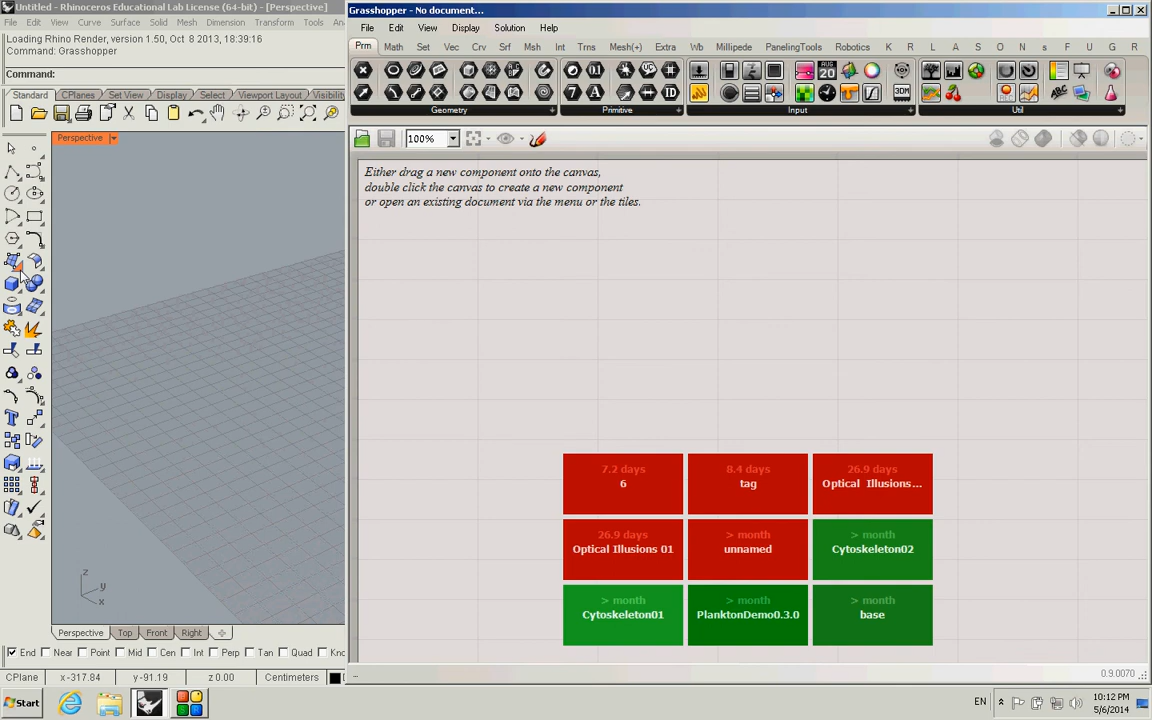 Untitled - Rhinoceros Educational Lab License (64-bit) - [Perspective]
File Edit View Curve Surface Solid Mesh Dimension Transform Tools
Loading Rhino Render, version 1.50, Oct 8 2013, 18:39:16
Command: Grasshopper
Command:
Standard CPlanes Set View Display Select Viewport Layout Visibility
Perspective
z
y
x
Perspective Top Front Right
End Near Point Mid Cen Int Perp Tan Quad
CPlane x-317.84 y-91.19 z 0.00 Centimeters
Grasshopper - No document...
File Edit View Display Solution Help
Prm Math Set Vec Crv Srf Msh Int Trns Mesh(+) Extra Wb Millipede PanelingTools Robotics K R L A O N s F U G R
Geometry Primitive Input Util
100%
Either drag a new component onto the canvas,
double click the canvas to create a new component
or open an existing document via the menu or the tiles.
7.2 days
6
8.4 days
tag
26.9 days
Optical Illusions...
26.9 days
Optical Illusions 01
> month
unnamed
> month
Cytoskeleton02
> month
Cytoskeleton01
> month
PlanktonDemo0.3.0
> month
base
...
0.9.0070
Start
EN
10:12 PM
5/6/2014